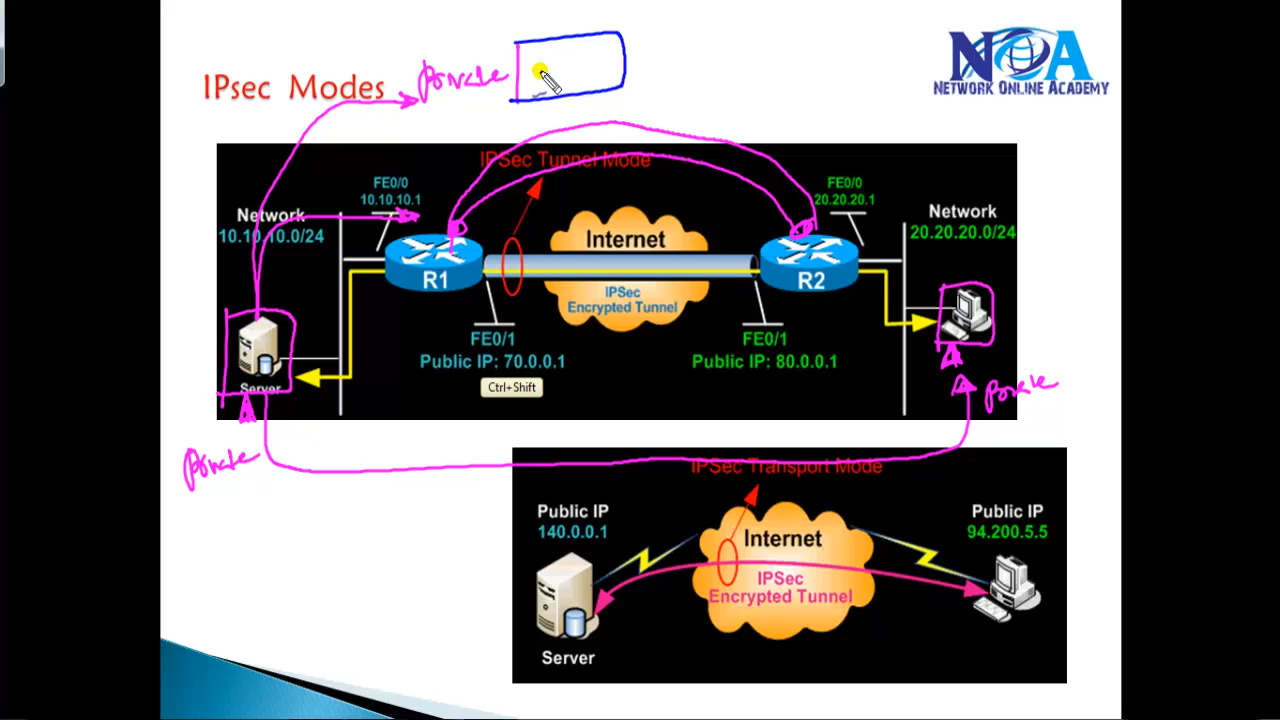 NOA
NETWORK ONLINE ACADEMY
IPsec Modes
Private
IPSec Tunnel Mode
FE0/0
10.10.10.1
FE0/0
20.20.20.1
Network
10.10.10.0/24
Network
20.20.20.0/24
Internet
R1
R2
IPSec
Encrypted Tunnel
FE0/1
Public IP: 70.0.0.1
FE0/1
Public IP: 80.0.0.1
Server
Ctrl+Shift
Private
Private
IPSec Transport Mode
Public IP
140.0.0.1
Public IP
94.200.5.5
Internet
IPSec
Encrypted Tunnel
Server